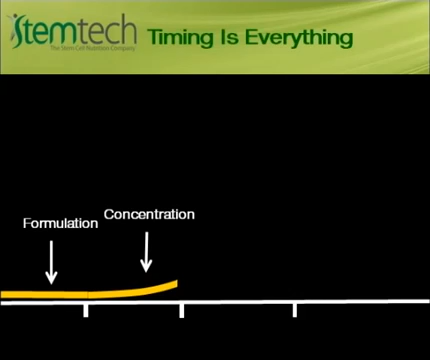 Stemtech
The Stem Cell Nutrition Company
Timing Is Everything
Concentration
Formulation